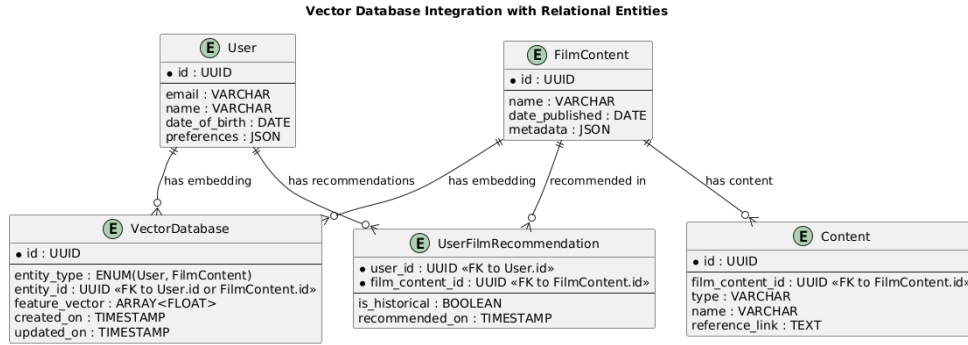 Vector Database Integration with Relational Entities
E User
* id : UUID
email : VARCHAR
name : VARCHAR
date_of_birth : DATE
preferences : JSON
E FilmContent
* id : UUID
name : VARCHAR
date_published : DATE
metadata : JSON
has embedding
has recommendations
has embedding
recommended in
has content
E VectorDatabase
* id : UUID
entity_type : ENUM(User, FilmContent)
entity_id : UUID «FK to User.id or FilmContent.id»
feature_vector : ARRAY<FLOAT>
created_on : TIMESTAMP
updated_on : TIMESTAMP
E UserFilmRecommendation
* user_id : UUID «FK to User.id»
* film_content_id : UUID «FK to FilmContent.id»
is_historical : BOOLEAN
recommended_on : TIMESTAMP
E Content
* id : UUID
film_content_id : UUID «FK to FilmContent.id»
type : VARCHAR
name : VARCHAR
reference_link : TEXT